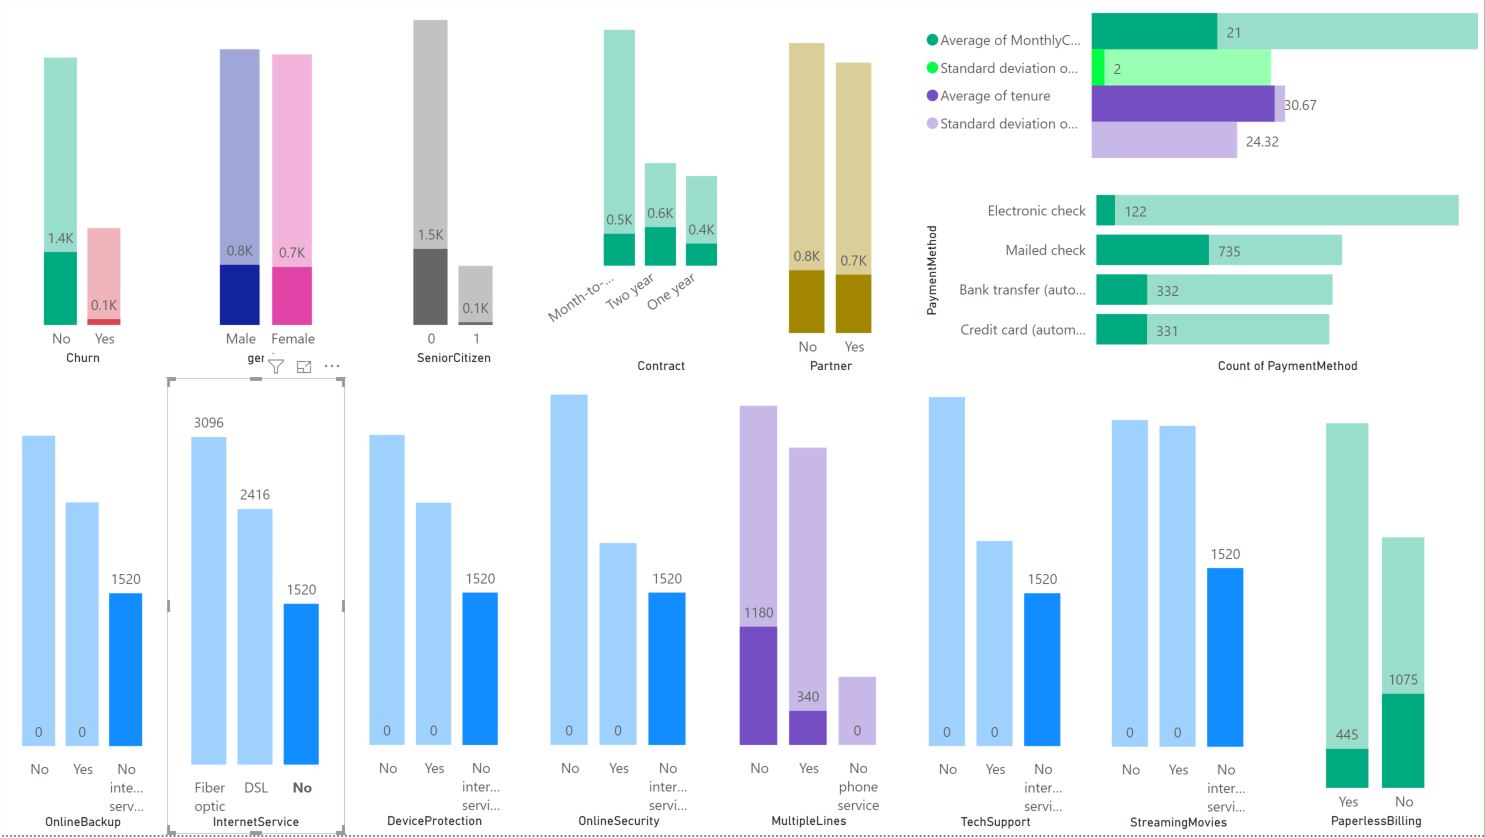 1.4K
0.1K
No Yes
Churn
0.8K
0.7K
Male Female
1.5K
0.1K
0 1
SeniorCitizen
0.5K
0.6K
0.4K
Month-to-...
Two year
One year
Contract
0.8K
0.7K
No Yes
Partner
Average of MonthlyC...
Standard deviation o...
Average of tenure
Standard deviation o...
21
2
30.67
24.32
PaymentMethod
Electronic check 122
Mailed check 735
Bank transfer (auto... 332
Credit card (autom... 331
Count of PaymentMethod
0 0 1520
No Yes No
inte...
serv...
OnlineBackup
3096
2416
1520
Fiber DSL No
optic
InternetService
0 0 1520
No Yes No
inter...
servi...
DeviceProtection
0 0 1520
No Yes No
inter...
servi...
OnlineSecurity
1180
340
0
No Yes No
phone
service
MultipleLines
0 0 1520
No Yes No
inter...
servi...
TechSupport
0 0 1520
No Yes No
inter...
servi...
StreamingMovies
445
1075
Yes No
PaperlessBilling